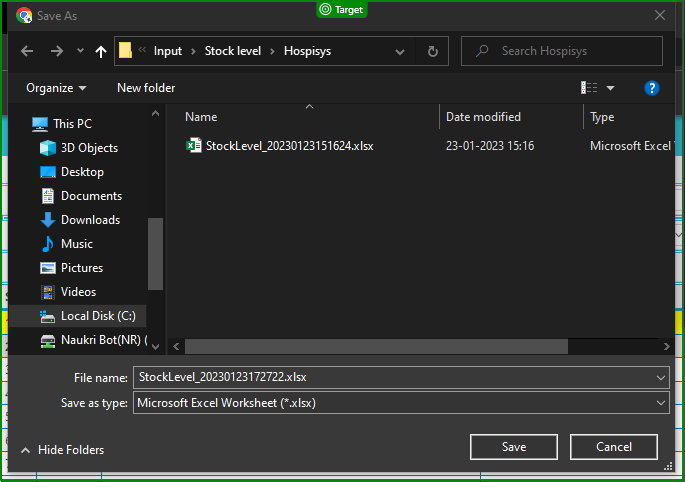 Target
Save As
Input Stock level Hospisys
Search Hospisys
Organize New folder
Name Date modified Type
This PC
3D Objects
Desktop
Documents
Downloads
Music
Pictures
Videos
Local Disk (C:)
Naukri Bot(NR) (
StockLevel_20230123151624.xlsx 23-01-2023 15:16 Microsoft Excel
File name: StockLevel_20230123172722.xlsx
Save as type: Microsoft Excel Worksheet (*.xlsx)
Hide Folders Save Cancel